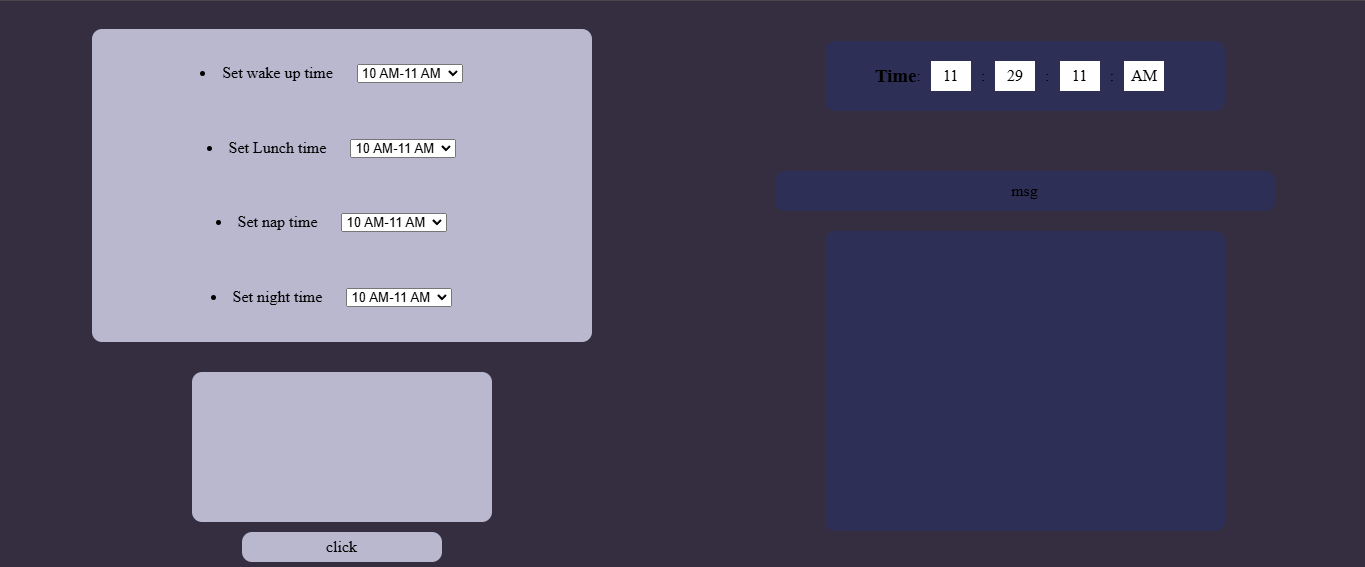 • Set wake up time 10 AM-11 AM
• Set Lunch time 10 AM-11 AM
• Set nap time 10 AM-11 AM
• Set night time 10 AM-11 AM
click
Time: 11 : 29 : 11 : AM
msg